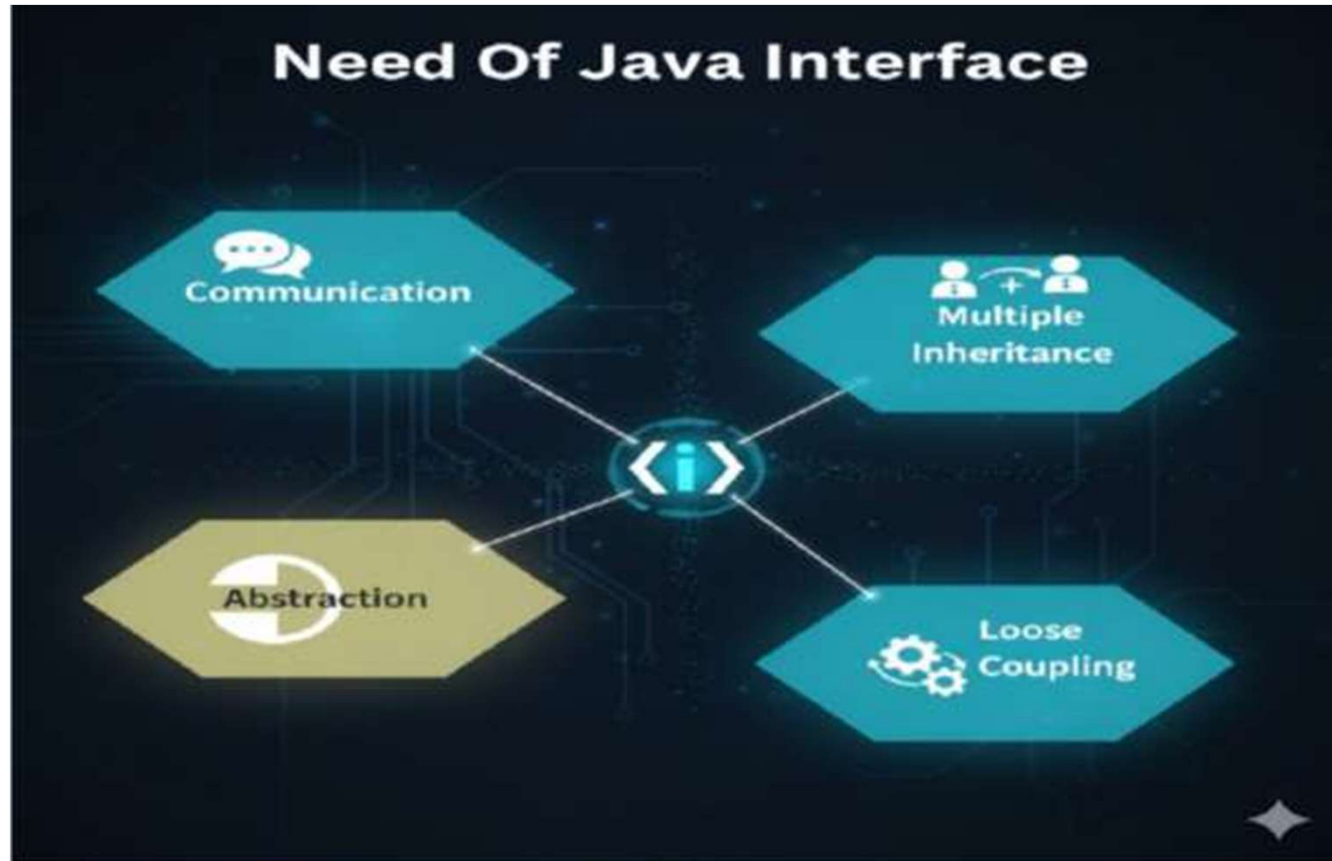 Need Of Java Interface
Communication
Multiple
Inheritance
<i>
Abstraction
Loose
Coupling